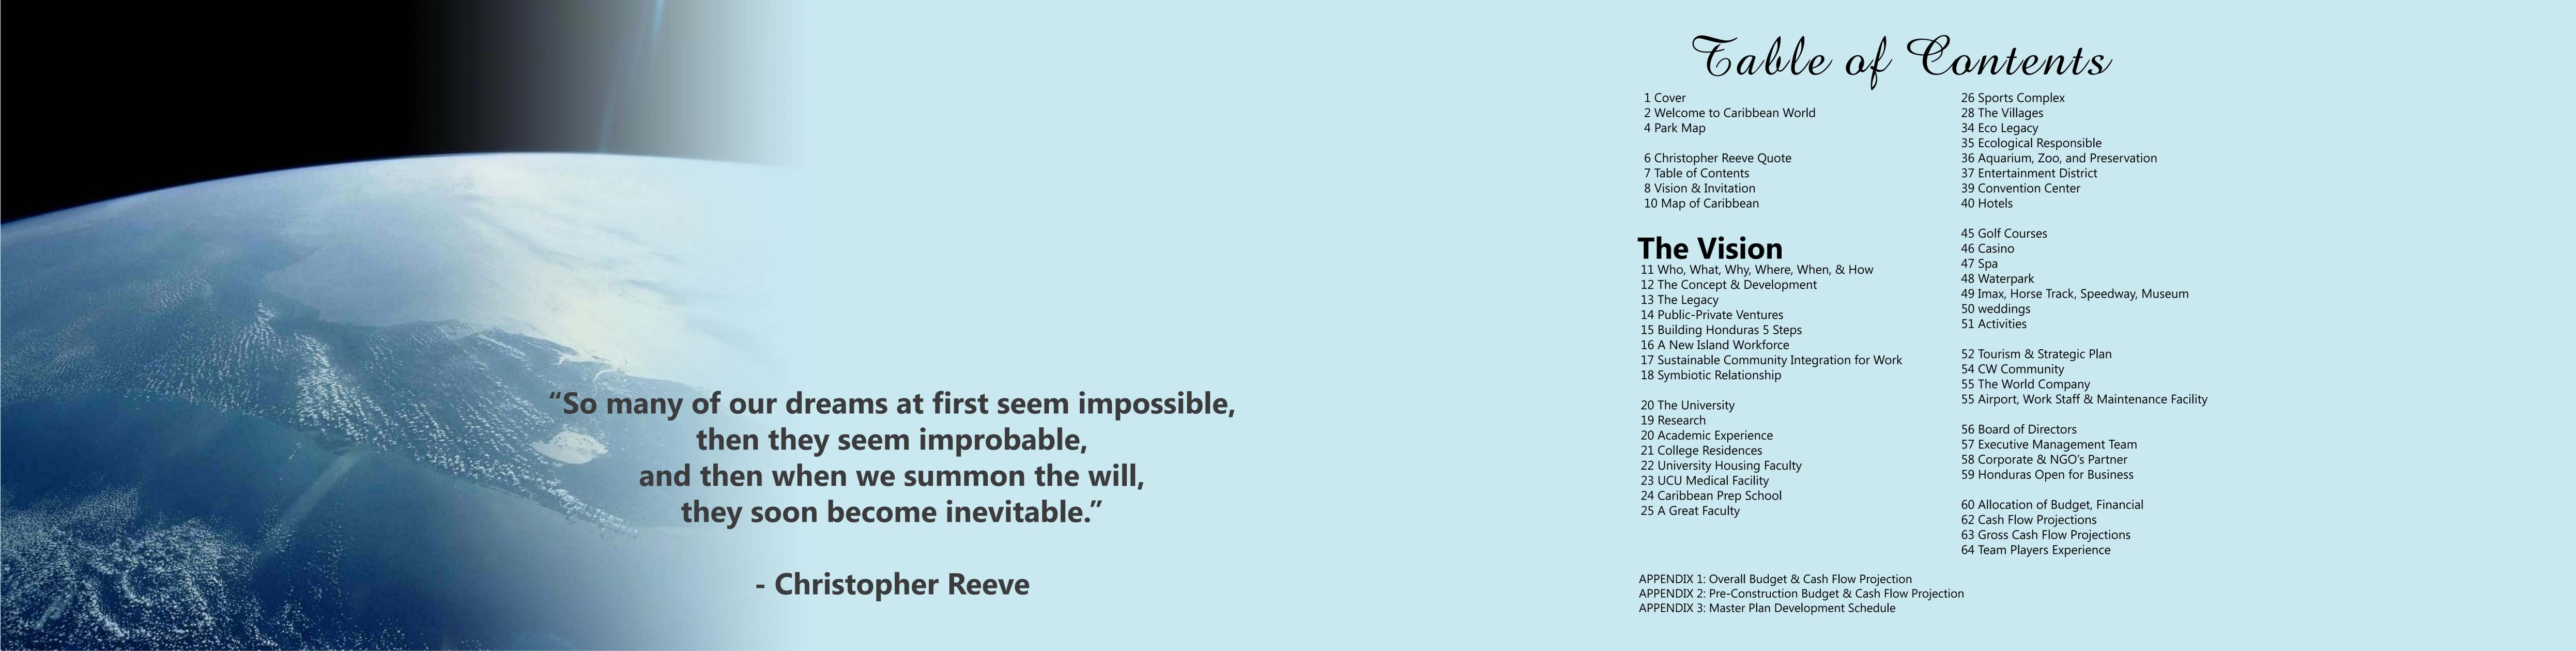 “So many of our dreams at first seem impossible,
then they seem improbable,
and then when we summon the will,
they soon become inevitable.”
- Christopher Reeve
Table of Contents
1 Cover
2 Welcome to Caribbean World
4 Park Map
6 Christopher Reeve Quote
7 Table of Contents
8 Vision & Invitation
10 Map of Caribbean
The Vision
11 Who, What, Why, Where, When, & How
12 The Concept & Development
13 The Legacy
14 Public-Private Ventures
15 Building Honduras 5 Steps
16 A New Island Workforce
17 Sustainable Community Integration for Work
18 Symbiotic Relationship
20 The University
19 Research
20 Academic Experience
21 College Residences
22 University Housing Faculty
23 UCU Medical Facility
24 Caribbean Prep School
25 A Great Faculty
26 Sports Complex
28 The Villages
34 Eco Legacy
35 Ecological Responsible
36 Aquarium, Zoo, and Preservation
37 Entertainment District
39 Convention Center
40 Hotels
45 Golf Courses
46 Casino
47 Spa
48 Waterpark
49 Imax, Horse Track, Speedway, Museum
50 weddings
51 Activities
52 Tourism & Strategic Plan
54 CW Community
55 The World Company
55 Airport, Work Staff & Maintenance Facility
56 Board of Directors
57 Executive Management Team
58 Corporate & NGO’s Partner
59 Honduras Open for Business
60 Allocation of Budget, Financial
62 Cash Flow Projections
63 Gross Cash Flow Projections
64 Team Players Experience
APPENDIX 1: Overall Budget & Cash Flow Projection
APPENDIX 2: Pre-Construction Budget & Cash Flow Projection
APPENDIX 3: Master Plan Development Schedule